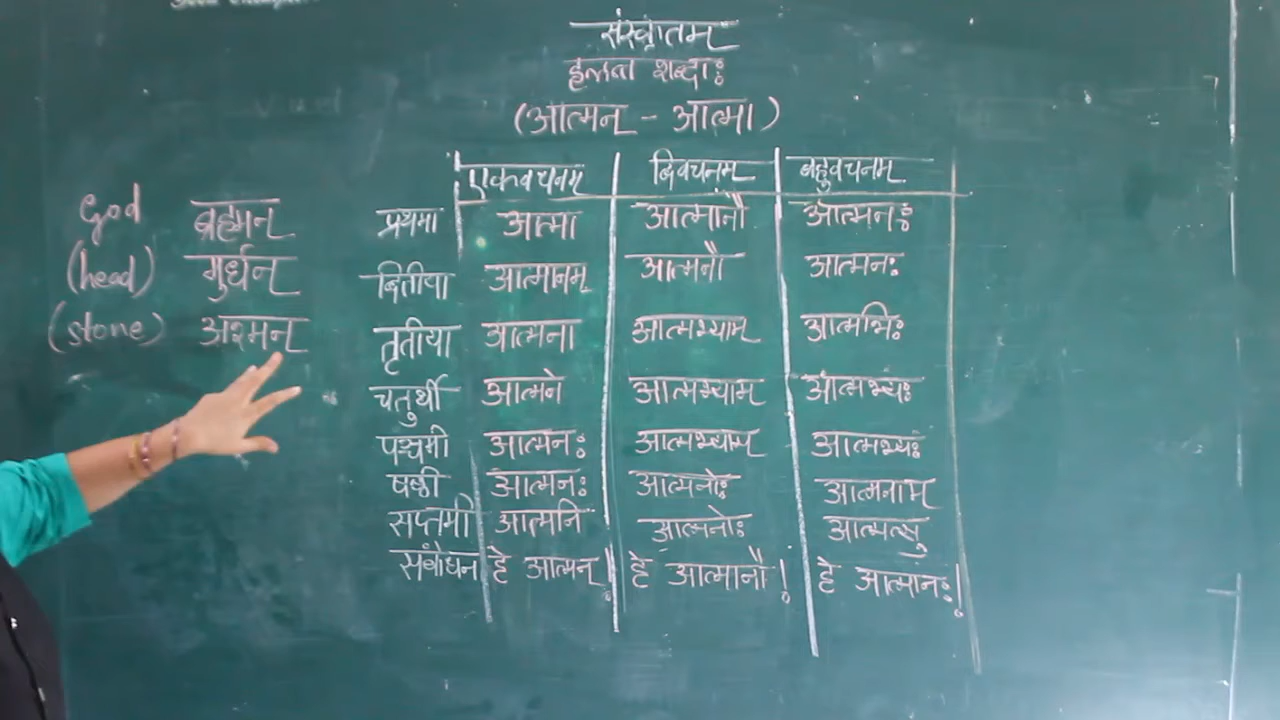 संस्कृतम्
हलन्त शब्दाः
(आत्मन् - आत्मा)
एकवचनम् द्विवचनम् बहुवचनम्
God ब्रह्मन् प्रथमा आत्मा आत्मानौ आत्मनः
(head) मुर्धन् द्वितीया आत्मानम् आत्मनौ आत्मनः
(stone) अश्मन् तृतीया आत्मना आत्मभ्याम् आत्मभिः
चतुर्थी आत्मने आत्मभ्याम् आत्मभ्यः
पञ्चमी आत्मनः आत्मभ्याम् आत्मभ्यः
षष्ठी आत्मनः आत्मनोः आत्मनाम्
सप्तमी आत्मनि आत्मनोः आत्मत्सु
संबोधन हे आत्मन्! हे आत्मानौ! हे आत्मानः!